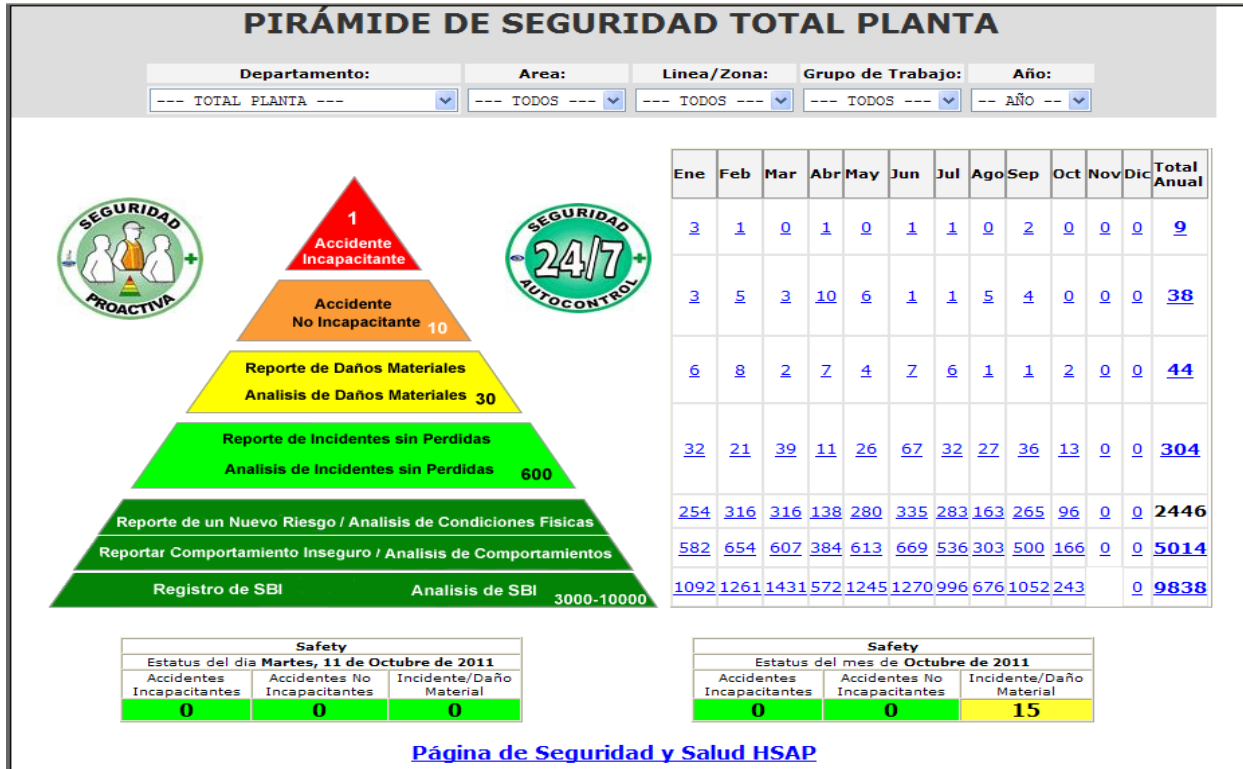 PIRÁMIDE DE SEGURIDAD TOTAL PLANTA
Departamento: Area: Linea/Zona: Grupo de Trabajo: Año:
--- TOTAL PLANTA --- --- TODOS --- --- TODOS --- --- TODOS --- -- AÑO --
SEGURIDAD
PROACTIVA
1
Accidente
Incapacitante
SEGURIDAD
24/7
AUTOCONTROL
Accidente
No Incapacitante 10
Reporte de Daños Materiales
Analisis de Daños Materiales 30
Reporte de Incidentes sin Perdidas
Analisis de Incidentes sin Perdidas 600
Reporte de un Nuevo Riesgo / Analisis de Condiciones Fisicas
Reportar Comportamiento Inseguro / Analisis de Comportamientos
Registro de SBI Analisis de SBI 3000-10000
Ene Feb Mar Abr May Jun Jul Ago Sep Oct Nov Dic Total Anual
3 1 0 1 0 1 1 0 2 0 0 0 9
3 5 3 10 6 1 1 5 4 0 0 0 38
6 8 2 7 4 7 6 1 1 2 0 0 44
32 21 39 11 26 67 32 27 36 13 0 0 304
254 316 316 138 280 335 283 163 265 96 0 0 2446
582 654 607 384 613 669 536 303 500 166 0 0 5014
1092 1261 1431 572 1245 1270 996 676 1052 243 0 9838
Safety
Estatus del dia Martes, 11 de Octubre de 2011
Accidentes Incapacitantes Accidentes No Incapacitantes Incidente/Daño Material
0 0 0
Safety
Estatus del mes de Octubre de 2011
Accidentes Incapacitantes Accidentes No Incapacitantes Incidente/Daño Material
0 0 15
Página de Seguridad y Salud HSAP